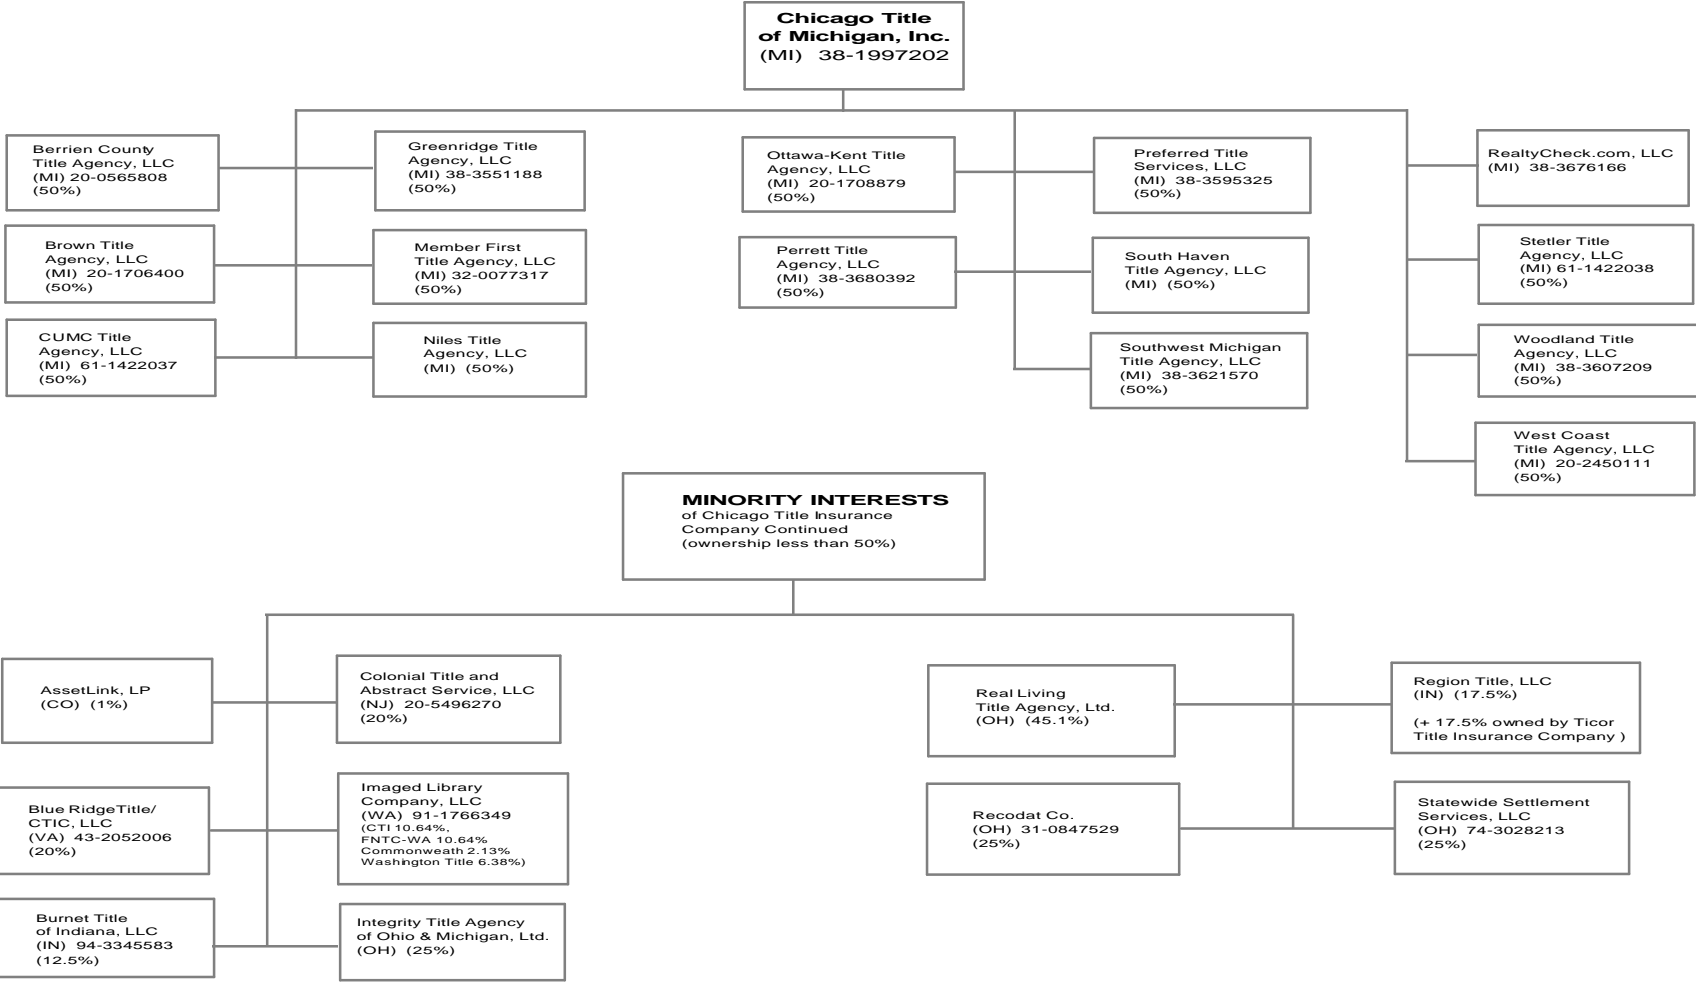 Chicago Title
of Michigan, Inc.
(MI) 38-1997202
Berrien County
Title Agency, LLC
(MI) 20-0565808
(50%)
Greenridge Title
Agency, LLC
(MI) 38-3551188
(50%)
Ottawa-Kent Title
Agency, LLC
(MI) 20-1708879
(50%)
Preferred Title
Services, LLC
(MI) 38-3595325
(50%)
RealtyCheck.com, LLC
(MI) 38-3676166
Brown Title
Agency, LLC
(MI) 20-1706400
(50%)
Member First
Title Agency, LLC
(MI) 32-0077317
(50%)
Perrett Title
Agency, LLC
(MI) 38-3680392
(50%)
South Haven
Title Agency, LLC
(MI) (50%)
Stetler Title
Agency, LLC
(MI) 61-1422038
(50%)
CUMC Title
Agency, LLC
(MI) 61-1422037
(50%)
Niles Title
Agency, LLC
(MI) (50%)
Southwest Michigan
Title Agency, LLC
(MI) 38-3621570
(50%)
Woodland Title
Agency, LLC
(MI) 38-3607209
(50%)
West Coast
Title Agency, LLC
(MI) 20-2450111
(50%)
MINORITY INTERESTS
of Chicago Title Insurance
Company Continued
(ownership less than 50%)
AssetLink, LP
(CO) (1%)
Colonial Title and
Abstract Service, LLC
(NJ) 20-5496270
(20%)
Real Living
Title Agency, Ltd.
(OH) (45.1%)
Region Title, LLC
(IN) (17.5%)
(+ 17.5% owned by Ticor
Title Insurance Company )
Blue RidgeTitle/
CTIC, LLC
(VA) 43-2052006
(20%)
Imaged Library
Company, LLC
(WA) 91-1766349
(CTI 10.64%,
FNTC-WA 10.64%
Commonweath 2.13%
Washington Title 6.38%)
Recodat Co.
(OH) 31-0847529
(25%)
Statewide Settlement
Services, LLC
(OH) 74-3028213
(25%)
Burnet Title
of Indiana, LLC
(IN) 94-3345583
(12.5%)
Integrity Title Agency
of Ohio & Michigan, Ltd.
(OH) (25%)